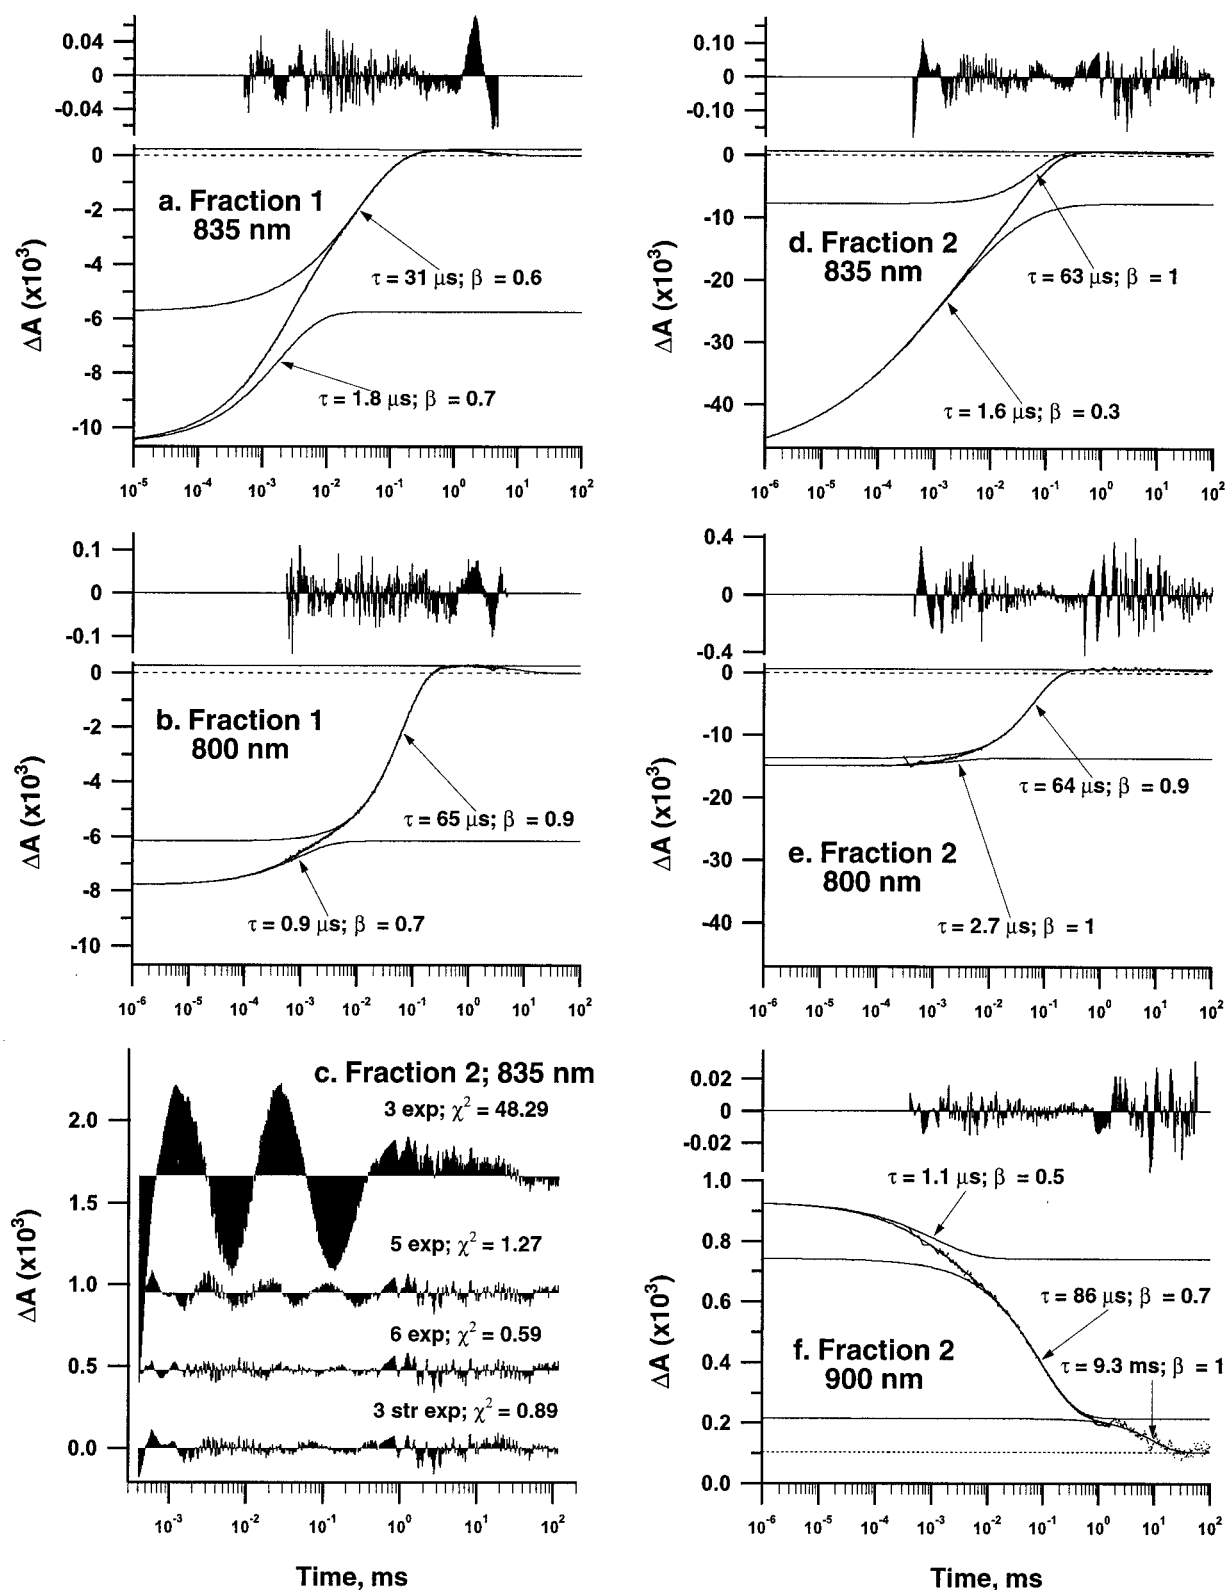 0.04
0
-0.04
0
-2
-4
-6
-8
-10
ΔA (x10³)
a. Fraction 1
835 nm
τ = 31 μs; β = 0.6
τ = 1.8 μs; β = 0.7
10⁻⁵ 10⁻⁴ 10⁻³ 10⁻² 10⁻¹ 10⁰ 10¹ 10²
0.1
0
-0.1
0
-2
-4
-6
-8
-10
ΔA (x10³)
b. Fraction 1
800 nm
τ = 65 μs; β = 0.9
τ = 0.9 μs; β = 0.7
10⁻⁶ 10⁻⁵ 10⁻⁴ 10⁻³ 10⁻² 10⁻¹ 10⁰ 10¹ 10²
c. Fraction 2; 835 nm
3 exp; χ² = 48.29
2.0
1.5
5 exp; χ² = 1.27
1.0
6 exp; χ² = 0.59
0.5
3 str exp; χ² = 0.89
0.0
ΔA (x10³)
10⁻³ 10⁻² 10⁻¹ 10⁰ 10¹ 10²
Time, ms
0.10
0
-0.10
0
-10
-20
-30
-40
ΔA (x10³)
d. Fraction 2
835 nm
τ = 63 μs; β = 1
τ = 1.6 μs; β = 0.3
10⁻⁶ 10⁻⁵ 10⁻⁴ 10⁻³ 10⁻² 10⁻¹ 10⁰ 10¹ 10²
0.4
0
-0.4
0
-10
-20
-30
-40
ΔA (x10³)
τ = 64 μs; β = 0.9
e. Fraction 2
800 nm
τ = 2.7 μs; β = 1
10⁻⁶ 10⁻⁵ 10⁻⁴ 10⁻³ 10⁻² 10⁻¹ 10⁰ 10¹ 10²
0.02
0
-0.02
1.0
0.8
0.6
0.4
0.2
0.0
ΔA (x10³)
τ = 1.1 μs; β = 0.5
τ = 86 μs; β = 0.7
f. Fraction 2
900 nm
τ = 9.3 ms; β = 1
10⁻⁶ 10⁻⁵ 10⁻⁴ 10⁻³ 10⁻² 10⁻¹ 10⁰ 10¹ 10²
Time, ms